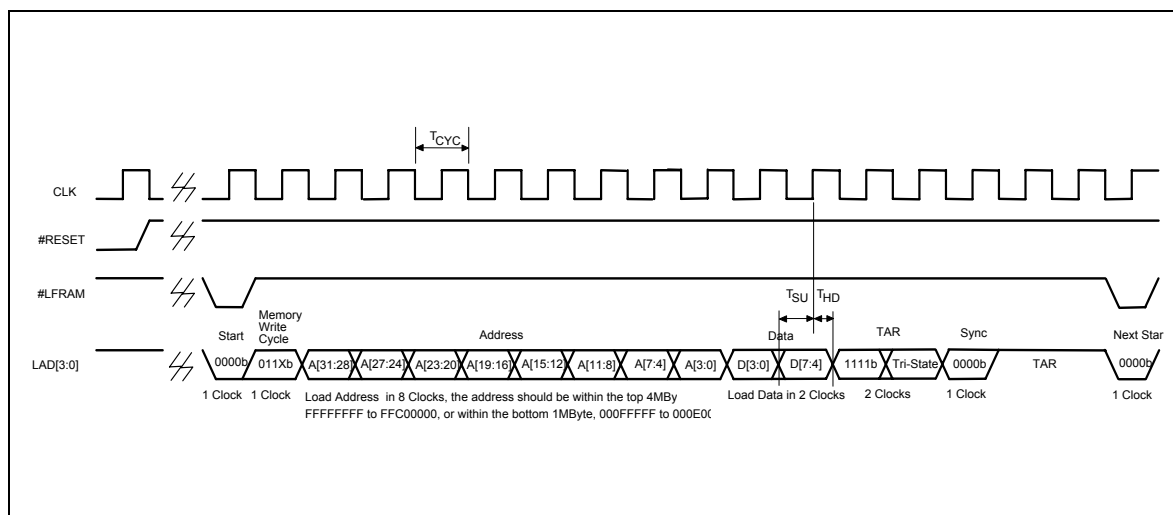 TCYC
CLK
#RESET
#LFRAM
TSU THD
Memory
Write
Cycle
Start Address Data TAR Sync Next Star
LAD[3:0] 0000b 011Xb A[31:28] A[27:24] A[23:20] A[19:16] A[15:12] A[11:8] A[7:4] A[3:0] D[3:0] D[7:4] 1111b Tri-State 0000b TAR 0000b
1 Clock 1 Clock Load Address in 8 Clocks, the address should be within the top 4MBy Load Data in 2 Clocks 2 Clocks 1 Clock 1 Clock
FFFFFFFF to FFC00000, or within the bottom 1MByte, 000FFFFF to 000E00